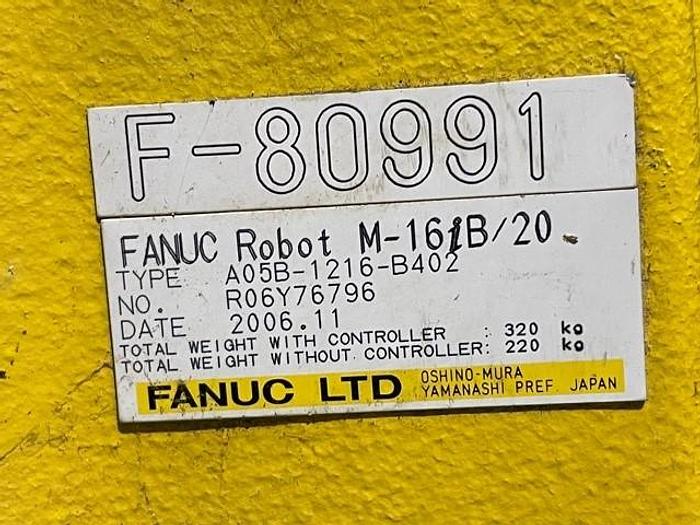 F-80991
FANUC Robot M-16iB/20
TYPE A05B-1216-B402
NO. R06Y76796
DATE 2006.11
TOTAL WEIGHT WITH CONTROLLER : 320 kg
TOTAL WEIGHT WITHOUT CONTROLLER: 220 kg
FANUC LTD OSHINO-MURA
YAMANASHI PREF. JAPAN